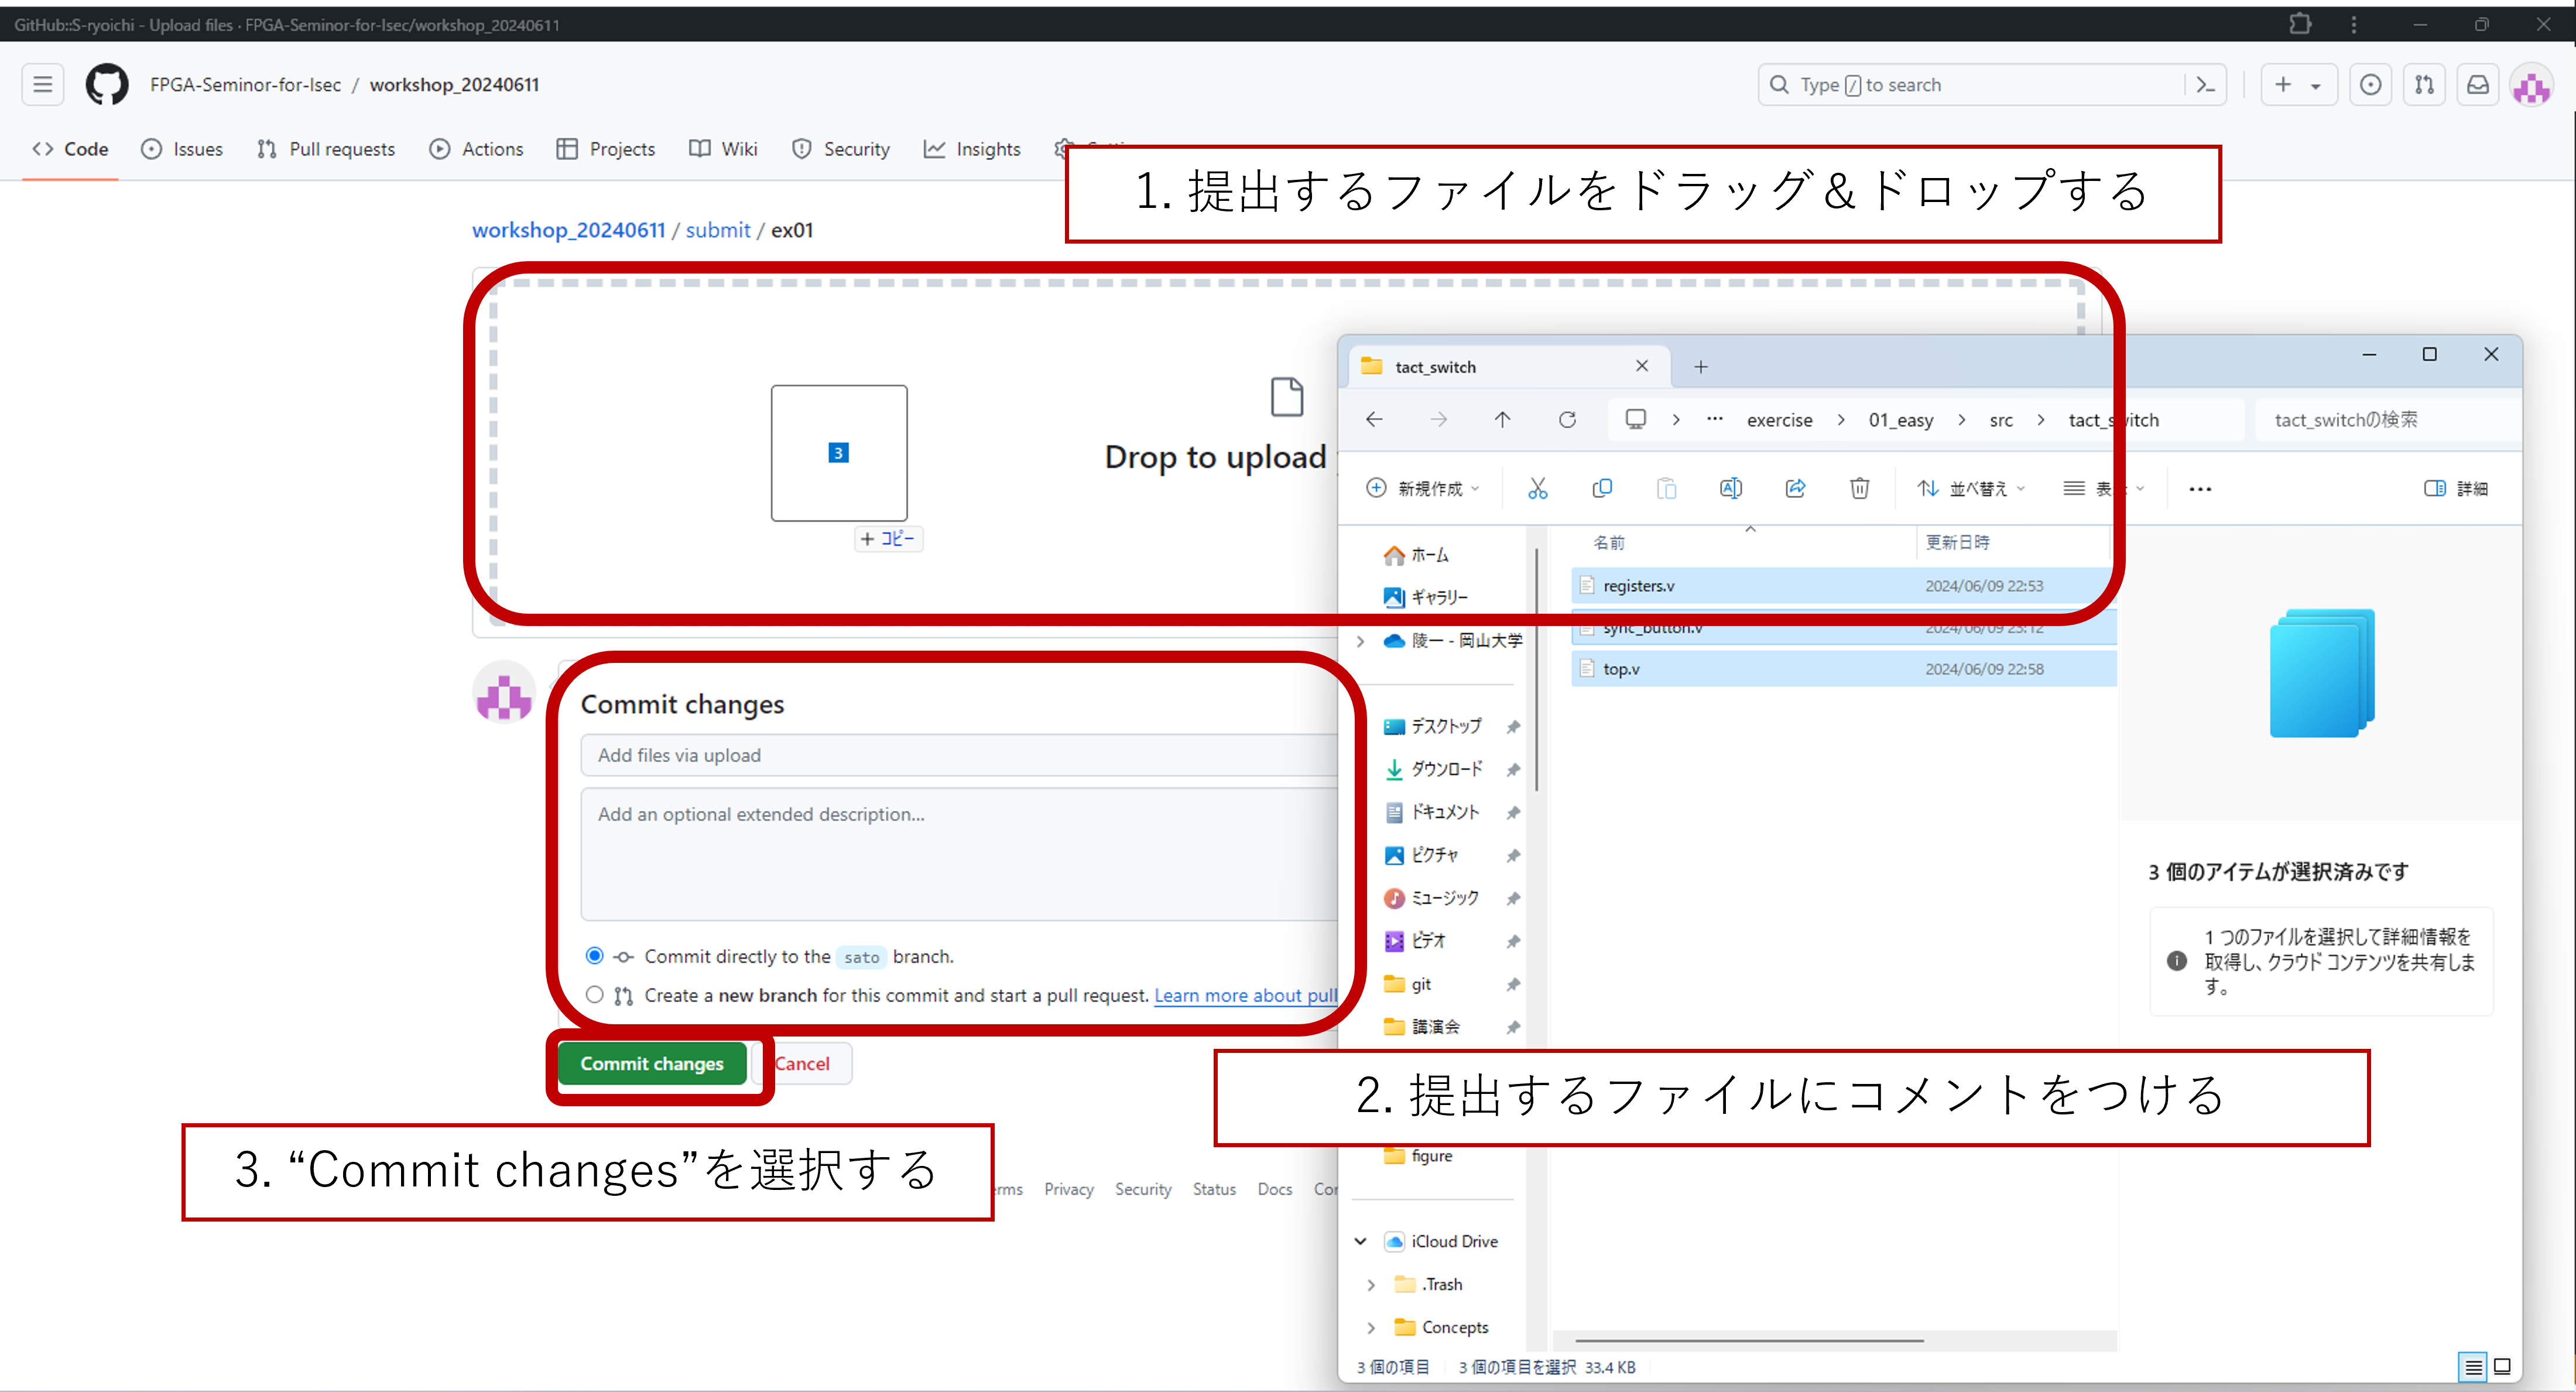 GitHub::S-ryoichi - Upload files · FPGA-Seminor-for-Isec/workshop_20240611
FPGA-Seminor-for-Isec / workshop_20240611
Type / to search
Code Issues Pull requests Actions Projects Wiki Security Insights
1. 提出するファイルをドラッグ＆ドロップする
workshop_20240611 / submit / ex01
3
+ コピー
Drop to upload
tact_switch
exercise > 01_easy > src > tact_switch
tact_switchの検索
新規作成
並べ替え
表
詳細
名前
更新日時
ホーム
ギャラリー
陵一 - 岡山大学
デスクトップ
ダウンロード
ドキュメント
ピクチャ
ミュージック
ビデオ
git
講演会
figure
iCloud Drive
.Trash
Concepts
registers.v 2024/06/09 22:53
sync_button.v 2024/06/09 23:12
top.v 2024/06/09 22:58
3 個のアイテムが選択済みです
1 つのファイルを選択して詳細情報を
取得し、クラウド コンテンツを共有しま
す。
3 個の項目
3 個の項目を選択 33.4 KB
Commit changes
Add files via upload
Add an optional extended description...
Commit directly to the sato branch.
Create a new branch for this commit and start a pull request. Learn more about pull
Commit changes
Cancel
2. 提出するファイルにコメントをつける
3. “Commit changes”を選択する
Privacy Security Status Docs